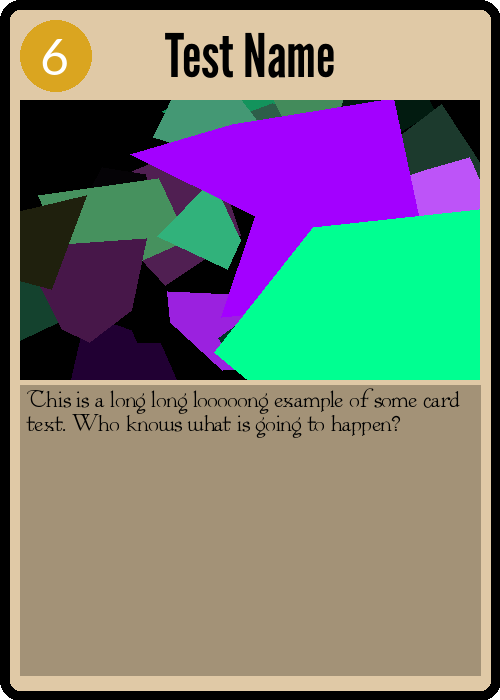 6
Test Name
This is a long long looooong example of some card
text. Who knows what is going to happen?